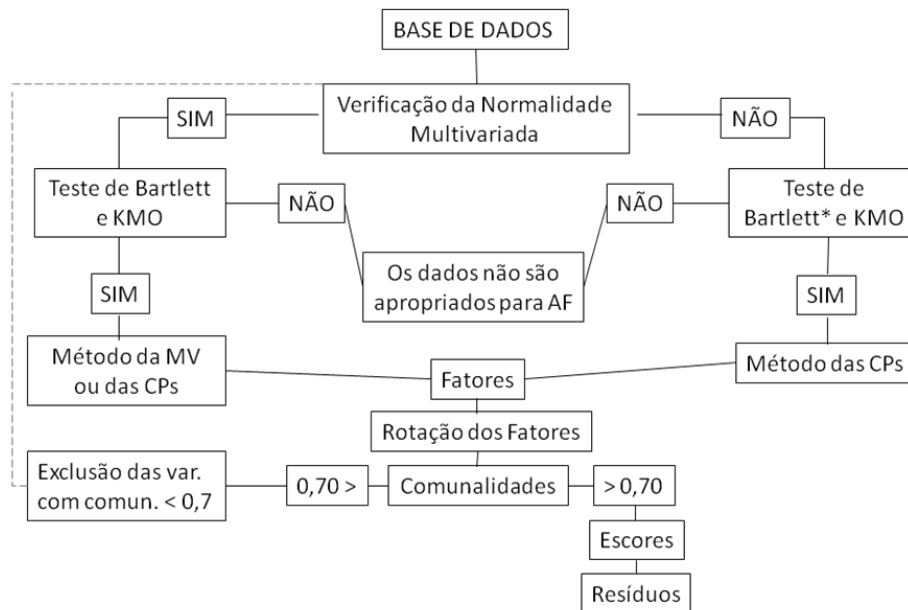 BASE DE DADOS
SIM
Verificação da Normalidade
Multivariada
NÃO
Teste de Bartlett
e KMO
NÃO
NÃO
Teste de
Bartlett* e KMO
Os dados não são
apropriados para AF
SIM
SIM
Método da MV
ou das CPs
Fatores
Método das CPs
Rotação dos Fatores
Exclusão das var.
com comun. < 0,7
0,70 >
Comunalidades
> 0,70
Escores
Resíduos